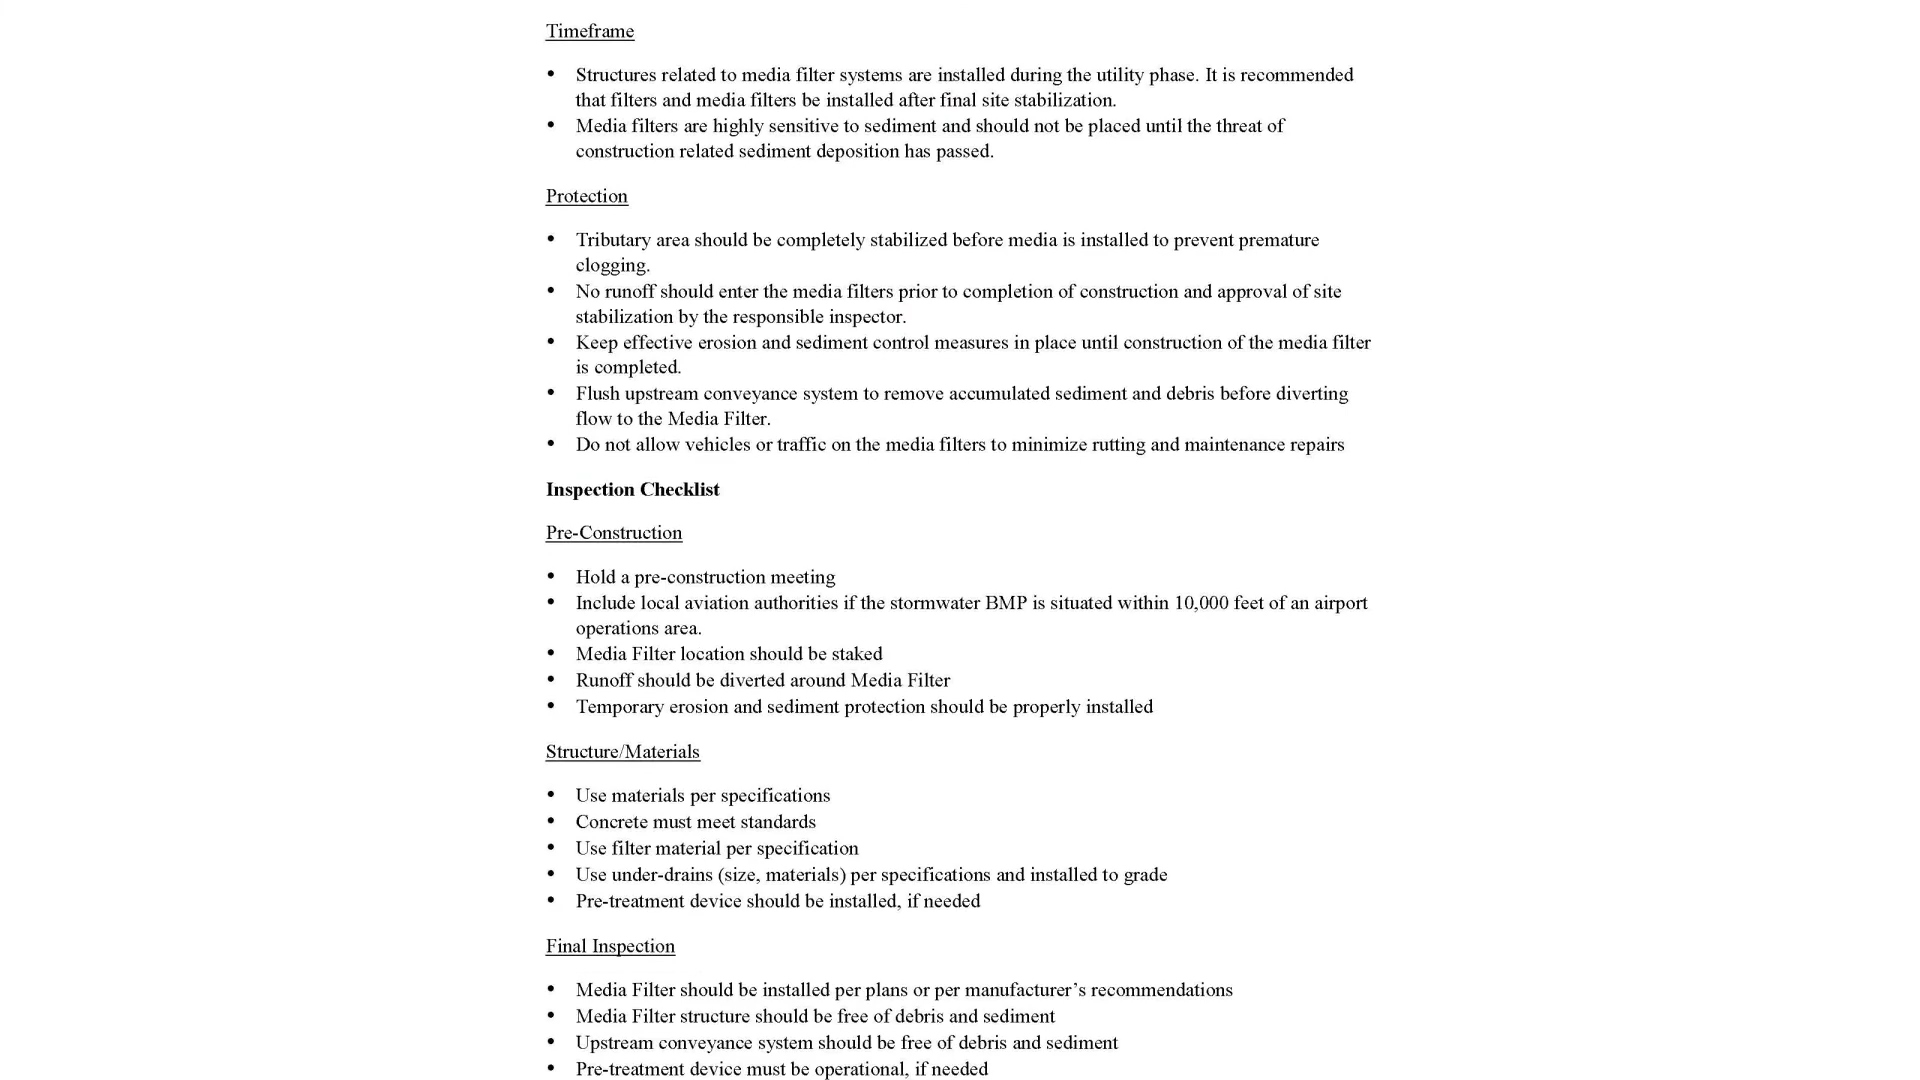 Timeframe
• Structures related to media filter systems are installed during the utility phase. It is recommended
that filters and media filters be installed after final site stabilization.
• Media filters are highly sensitive to sediment and should not be placed until the threat of
construction related sediment deposition has passed.
Protection
• Tributary area should be completely stabilized before media is installed to prevent premature
clogging.
• No runoff should enter the media filters prior to completion of construction and approval of site
stabilization by the responsible inspector.
• Keep effective erosion and sediment control measures in place until construction of the media filter
is completed.
• Flush upstream conveyance system to remove accumulated sediment and debris before diverting
flow to the Media Filter.
• Do not allow vehicles or traffic on the media filters to minimize rutting and maintenance repairs
Inspection Checklist
Pre-Construction
• Hold a pre-construction meeting
• Include local aviation authorities if the stormwater BMP is situated within 10,000 feet of an airport
operations area.
• Media Filter location should be staked
• Runoff should be diverted around Media Filter
• Temporary erosion and sediment protection should be properly installed
Structure/Materials
• Use materials per specifications
• Concrete must meet standards
• Use filter material per specification
• Use under-drains (size, materials) per specifications and installed to grade
• Pre-treatment device should be installed, if needed
Final Inspection
• Media Filter should be installed per plans or per manufacturer’s recommendations
• Media Filter structure should be free of debris and sediment
• Upstream conveyance system should be free of debris and sediment
• Pre-treatment device must be operational, if needed